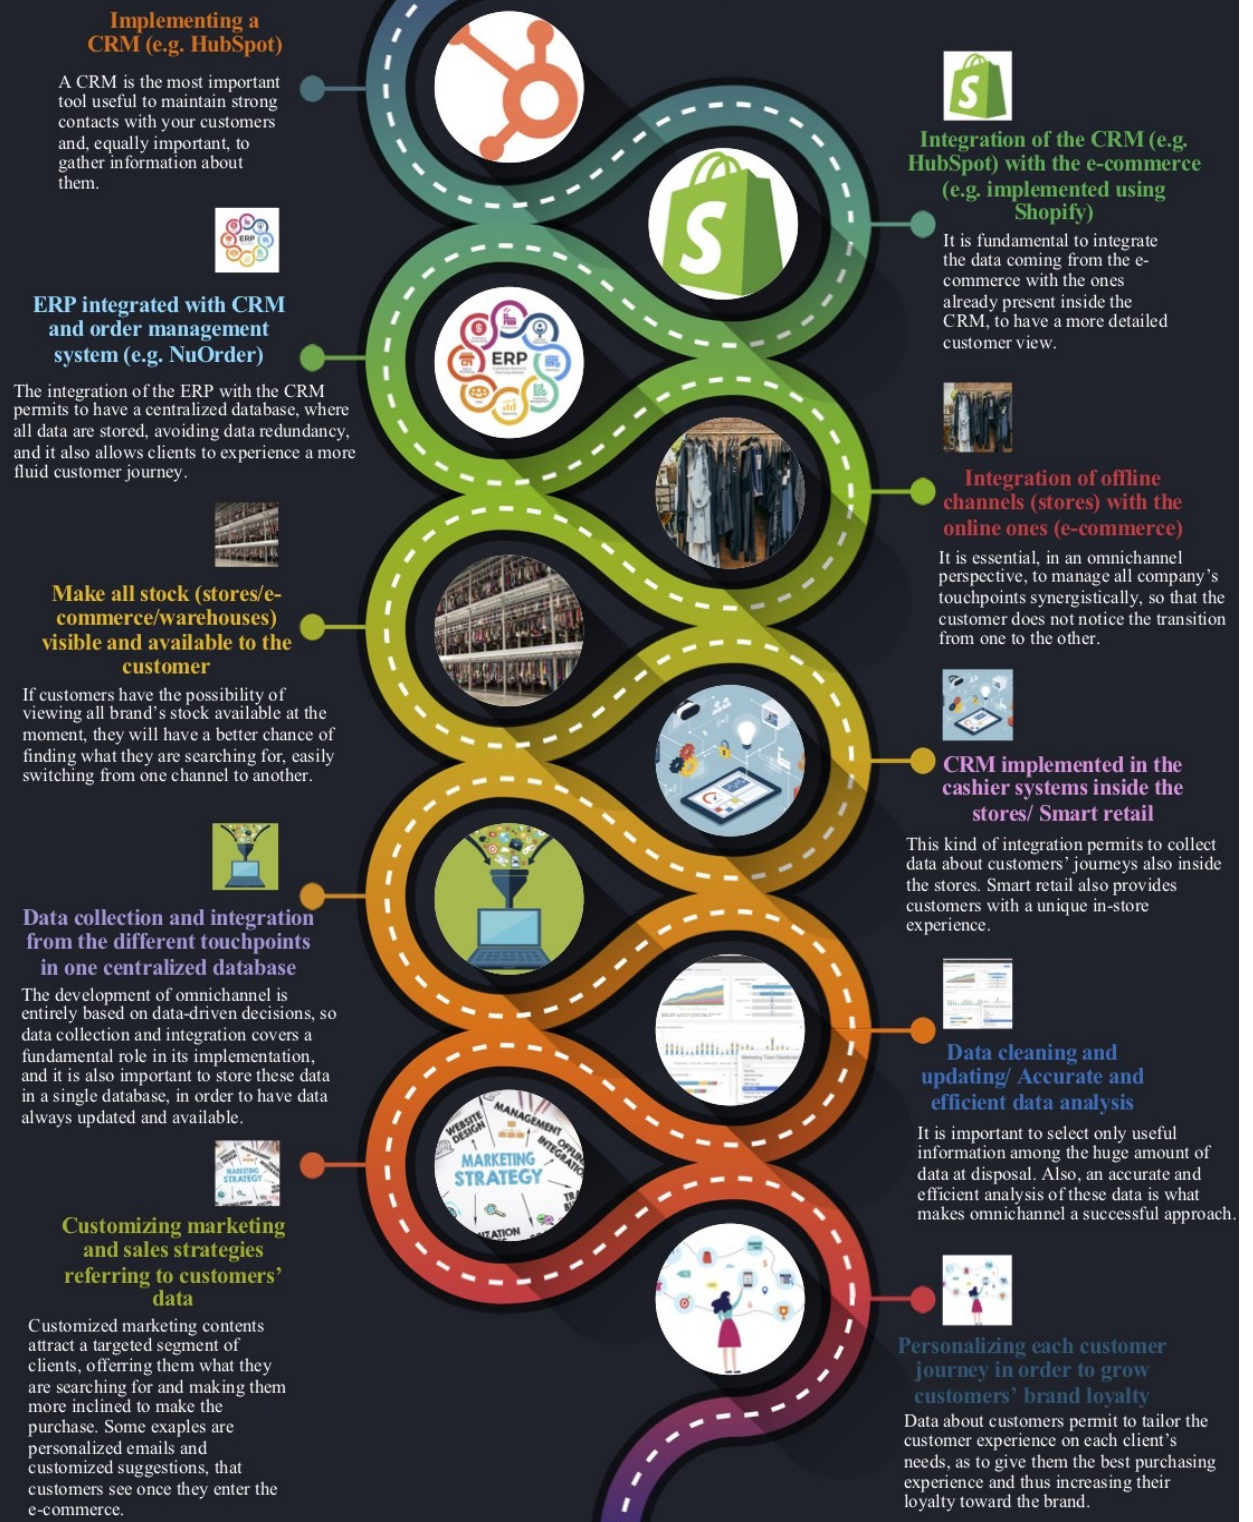 Implementing a
CRM (e.g. HubSpot)
A CRM is the most important
tool useful to maintain strong
contacts with your customers
and, equally important, to
gather information about
them.
Integration of the CRM (e.g.
HubSpot) with the e-commerce
(e.g. implemented using
Shopify)
It is fundamental to integrate
the data coming from the e-
commerce with the ones
already present inside the
CRM, to have a more detailed
customer view.
ERP
ERP integrated with CRM
and order management
system (e.g. NuOrder)
The integration of the ERP with the CRM
permits to have a centralized database, where
all data are stored, avoiding data redundancy,
and it also allows clients to experience a more
fluid customer journey.
ERP
Integration of offline
channels (stores) with the
online ones (e-commerce)
It is essential, in an omnichannel
perspective, to manage all company's
touchpoints synergistically, so that the
customer does not notice the transition
from one to the other.
Make all stock (stores/e-
commerce/warehouses)
visible and available to the
customer
If customers have the possibility of
viewing all brand's stock available at the
moment, they will have a better chance of
finding what they are searching for, easily
switching from one channel to another.
CRM implemented in the
cashier systems inside the
stores/ Smart retail
This kind of integration permits to collect
data about customers' journeys also inside
the stores. Smart retail also provides
customers with a unique in-store
experience.
Data collection and integration
from the different touchpoints
in one centralized database
The development of omnichannel is
entirely based on data-driven decisions, so
data collection and integration covers a
fundamental role in its implementation,
and it is also important to store these data
in a single database, in order to have data
always updated and available.
Marketing Team Dashboard
Data cleaning and
updating/ Accurate and
efficient data analysis
It is important to select only useful
information among the huge amount of
data at disposal. Also, an accurate and
efficient analysis of these data is what
makes omnichannel a successful approach.
MARKETING
STRATEGY
WEBSITE
DESIGN
MANAGEMENT
MARKETING
STRATEGY
Customizing marketing
and sales strategies
referring to customers'
data
Customized marketing contents
attract a targeted segment of
clients, offerring them what they
are searching for and making them
more inclined to make the
purchase. Some exaples are
personalized emails and
customized suggestions, that
customers see once they enter the
e-commerce.
Personalizing each customer
journey in order to grow
customers' brand loyalty
Data about customers permit to tailor the
customer experience on each client's
needs, as to give them the best purchasing
experience and thus increasing their
loyalty toward the brand.